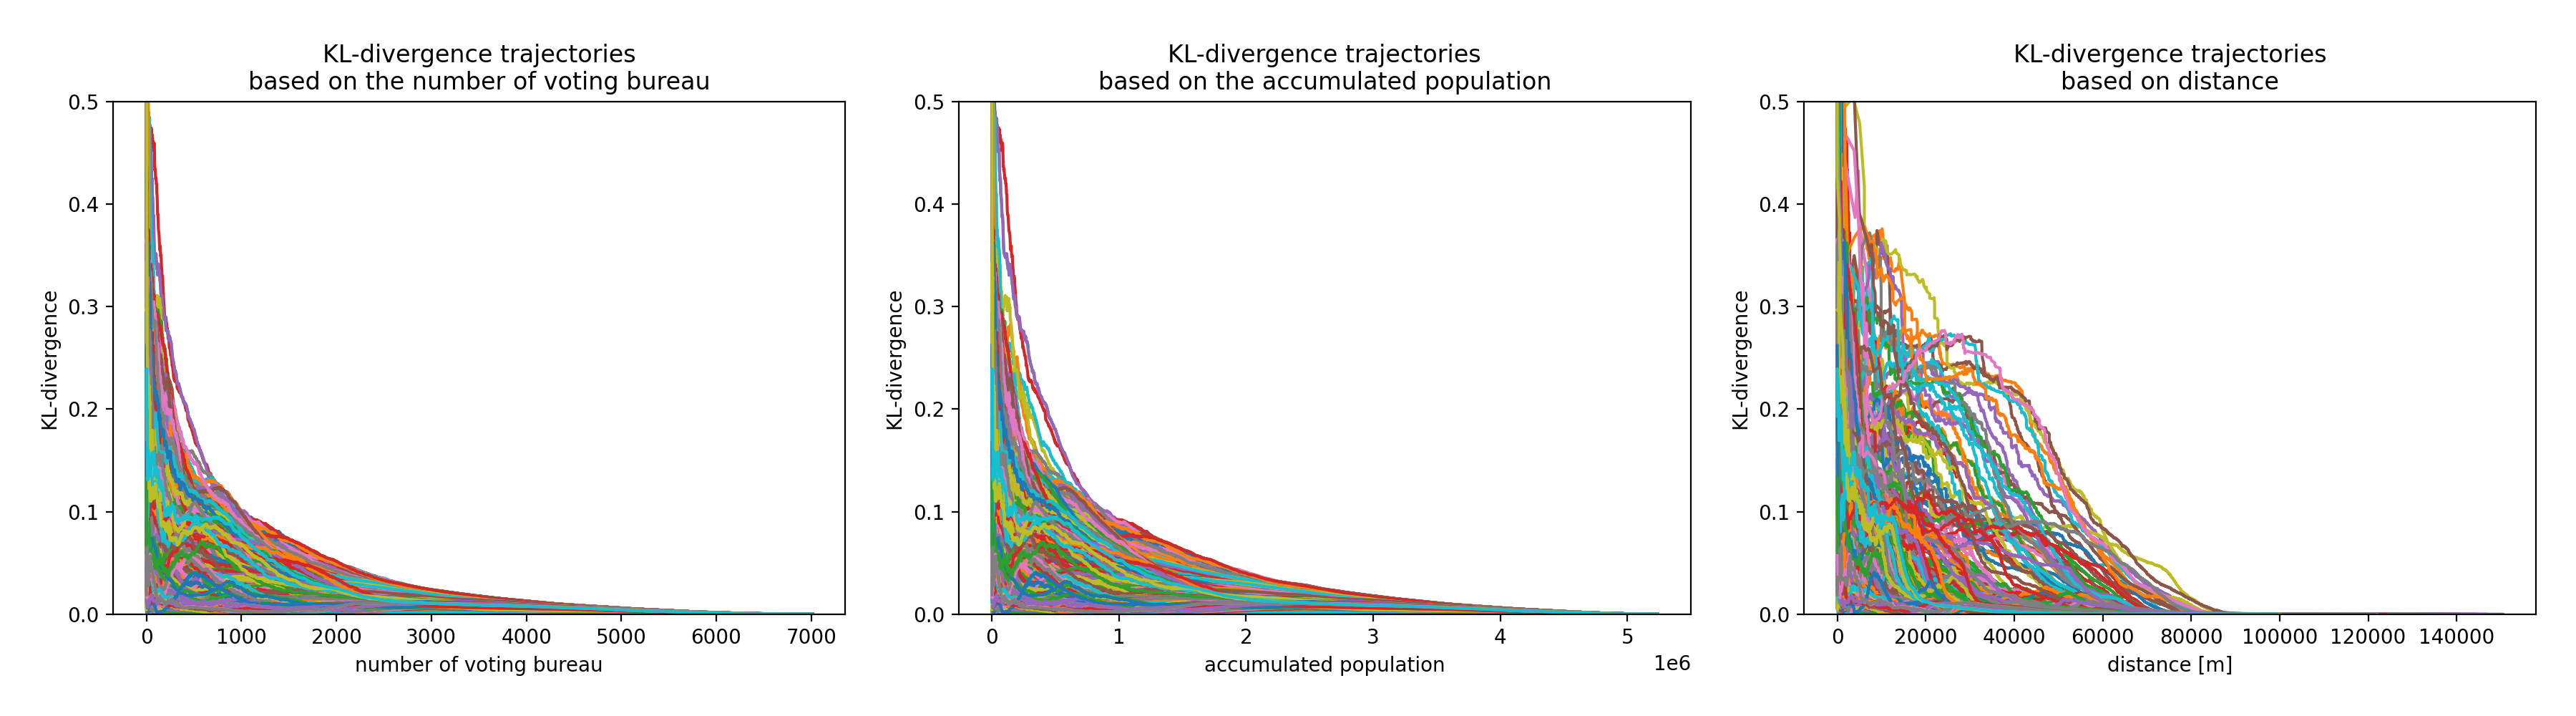 KL-divergence trajectories
based on the number of voting bureau
0.5
0.4
0.3
0.2
0.1
0.0
KL-divergence
0 1000 2000 3000 4000 5000 6000 7000
number of voting bureau
KL-divergence trajectories
based on the accumulated population
0.5
0.4
0.3
0.2
0.1
0.0
KL-divergence
0 1 2 3 4 5
1e6
accumulated population
KL-divergence trajectories
based on distance
0.5
0.4
0.3
0.2
0.1
0.0
KL-divergence
0 20000 40000 60000 80000 100000 120000 140000
distance [m]